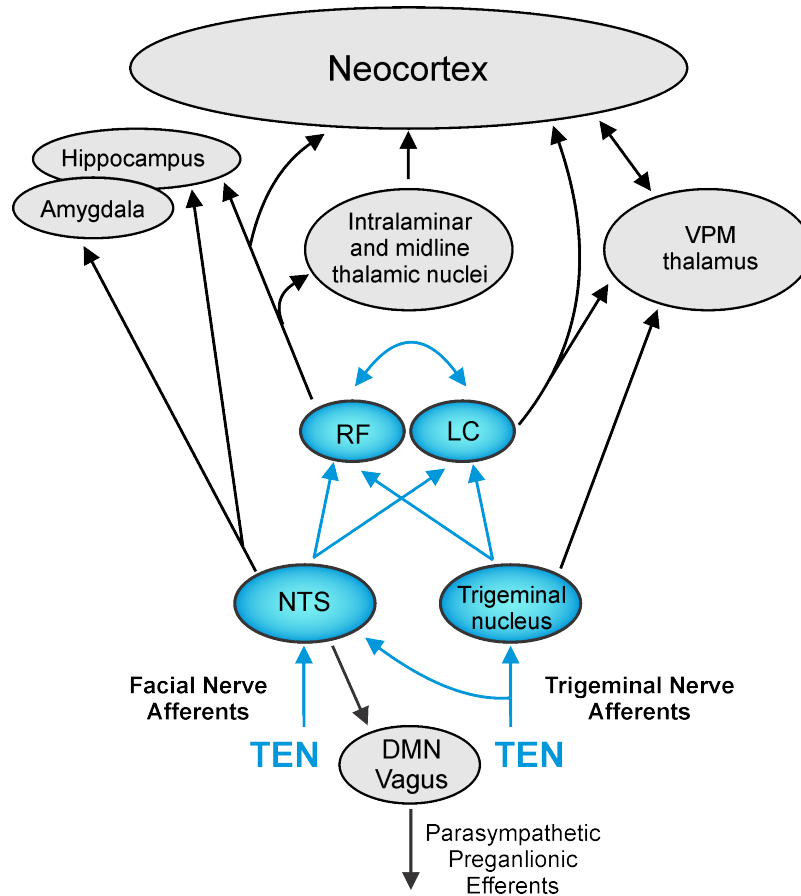 Neocortex
Hippocampus
Amygdala
Intralaminar
and midline
thalamic nuclei
VPM
thalamus
RF
LC
NTS
Trigeminal
nucleus
Facial Nerve
Afferents
Trigeminal Nerve
Afferents
TEN
DMN
Vagus
TEN
Parasympathetic
Preganlionic
Efferents